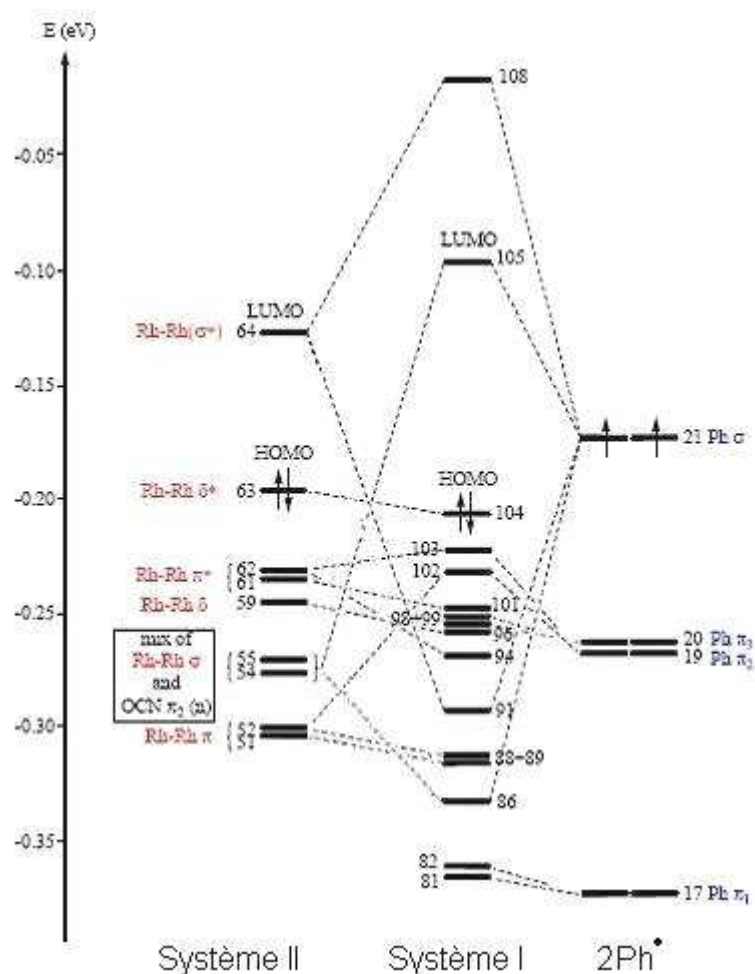 E (eV)
108
-0.05
LUMO
105
-0.10
LUMO
Rh-Rh(σ*) 64
-0.15
21 Ph σ
HOMO
Rh-Rh δ* 63
HOMO
-0.20
104
103
102
Rh-Rh π* 62
61
Rh-Rh δ 59
101
98+99
96
-0.25
20 Ph π3
19 Ph π2
94
mix of
Rh-Rh σ
and
OCN π2 (n)
55
54
91
-0.30
Rh-Rh π 52
51
88+89
86
-0.35
82
81
17 Ph π1
Système II Système I 2Ph•